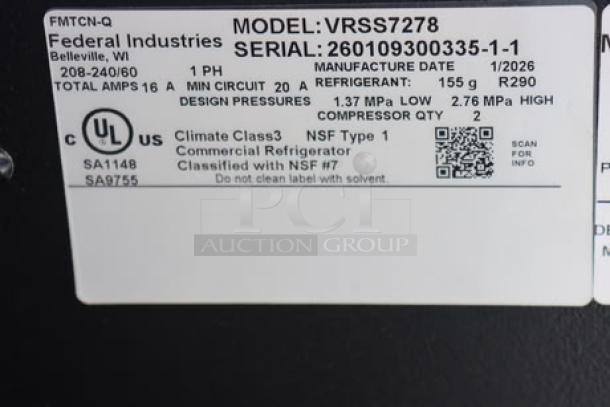 FMTCN-Q
MODEL: VRSS7278
Federal Industries
SERIAL: 260109300335-1-1
Belleville, WI
MANUFACTURE DATE 1/2026
208-240/60 1 PH
TOTAL AMPS 16 A MIN CIRCUIT 20 A REFRIGERANT: 155 g R290
DESIGN PRESSURES 1.37 MPa LOW 2.76 MPa HIGH
COMPRESSOR QTY 2
C UL US
Climate Class3 NSF Type 1
Commercial Refrigerator
Classified with NSF #7
SA1148
SA9755
Do not clean label with solvent.
SCAN
FOR
INFO
PCI
AUCTION GROUP